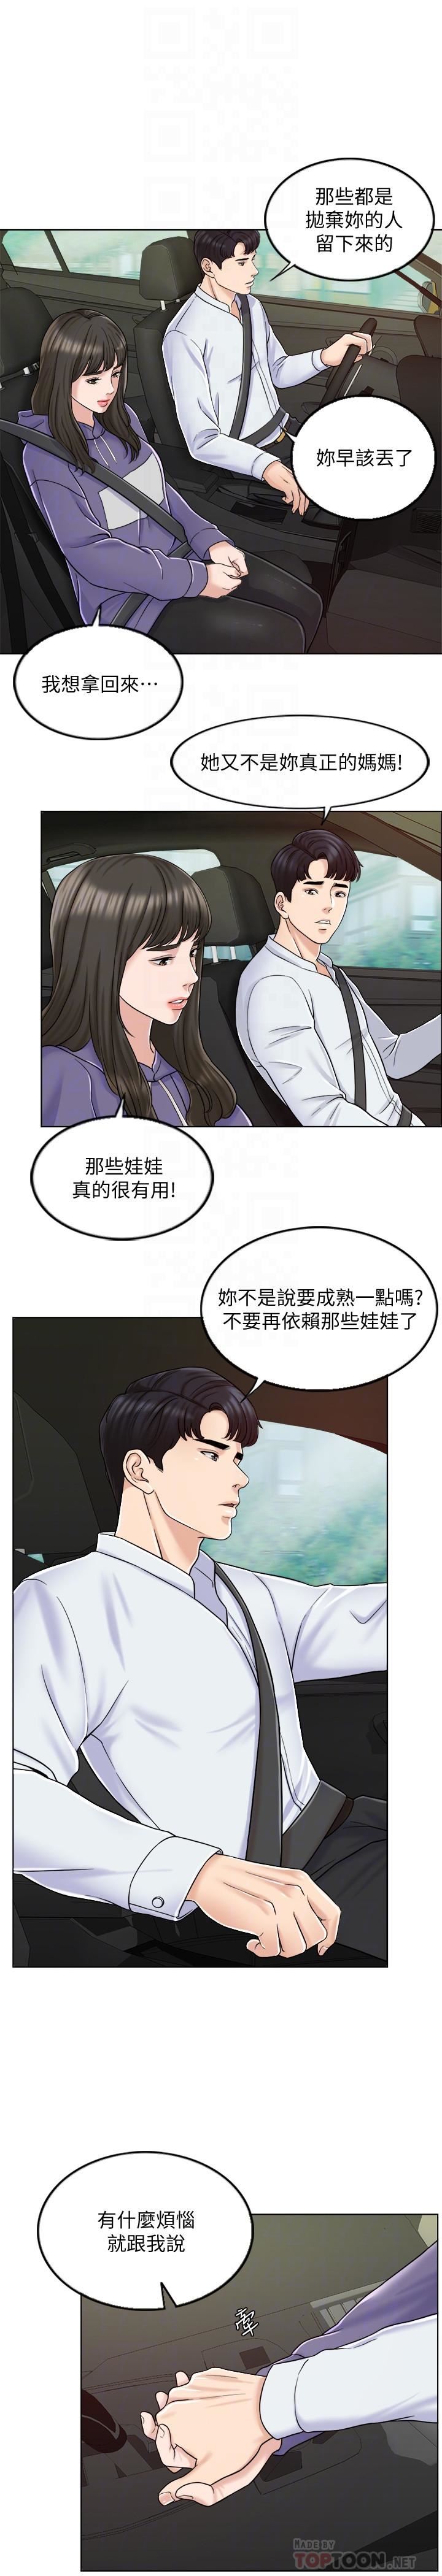 那些都是
拋棄妳的人
留下來的
妳早該丟了
我想拿回來⋯
她又不是妳真正的媽媽!
那些娃娃
真的很有用!
妳不是說要成熟一點嗎?
不要再依賴那些娃娃了
有什麼煩惱
就跟我說
牽
MADE BY
TOPTOON.NET